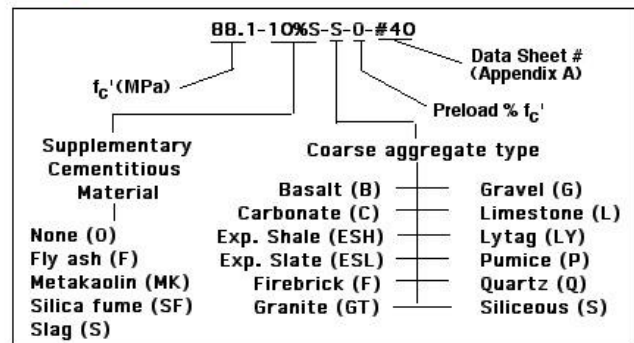 88.1-10%S-S-0-#40
Data Sheet #
(Appendix A)
fc'(MPa)
Preload % fc'
Supplementary
Cementitious
Material
None (0)
Fly ash (F)
Metakaolin (MK)
Silica fume (SF)
Slag (S)
Coarse aggregate type
Basalt (B)
Carbonate (C)
Exp. Shale (ESH)
Exp. Slate (ESL)
Firebrick (F)
Granite (GT)
Gravel (G)
Limestone (L)
Lytag (LY)
Pumice (P)
Quartz (Q)
Siliceous (S)